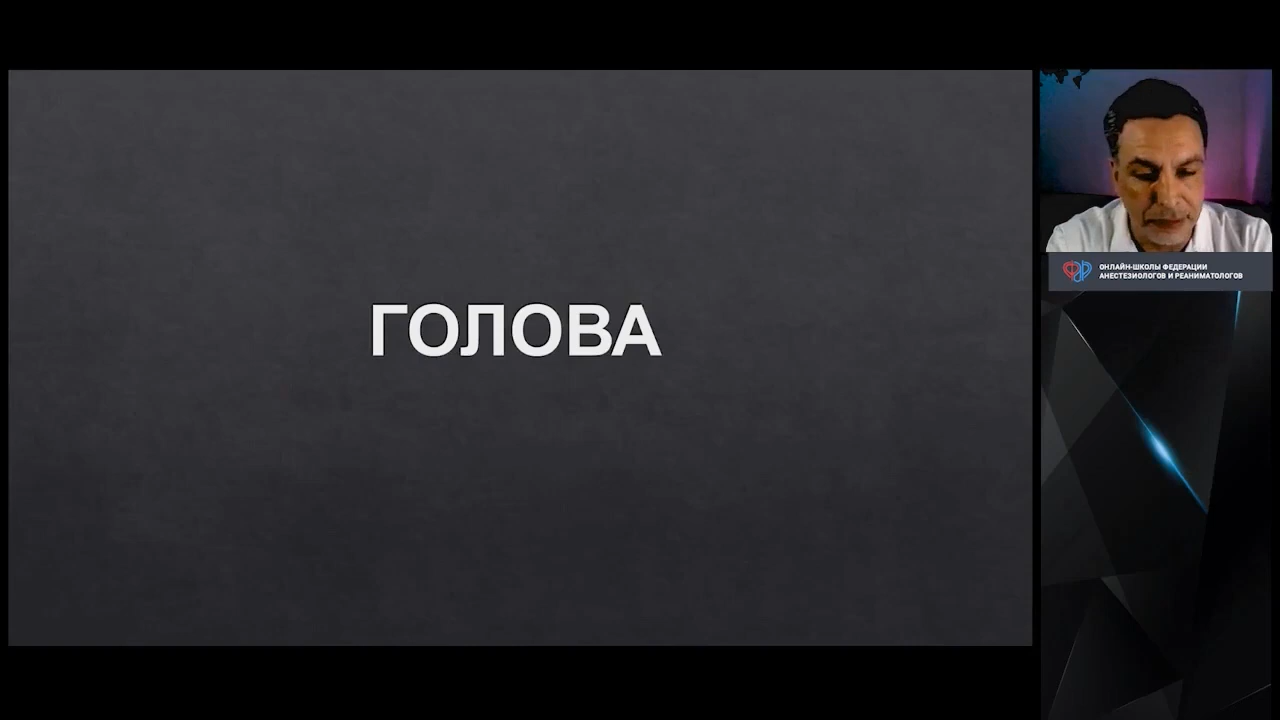 ГОЛОВА
ОНЛАЙН-ШКОЛЫ ФЕДЕРАЦИИ
АНЕСТЕЗИОЛОГОВ И РЕАНИМАТОЛОГОВ